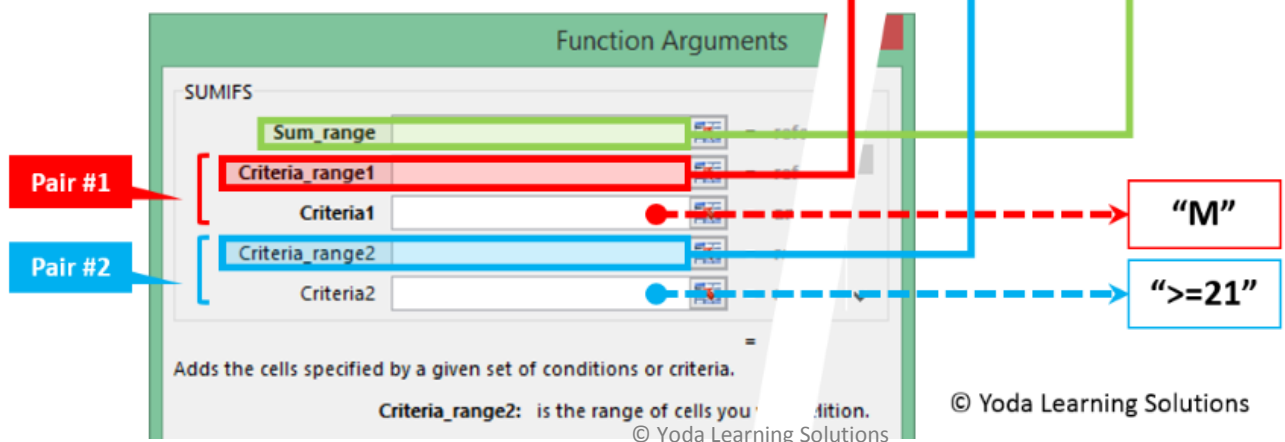 Function Arguments
SUMIFS
Sum_range
Pair #1
Criteria_range1
Criteria1
“M”
Pair #2
Criteria_range2
Criteria2
“>=21”
=
Adds the cells specified by a given set of conditions or criteria.
Criteria_range2: is the range of cells you
© Yoda Learning Solutions
© Yoda Learning Solutions